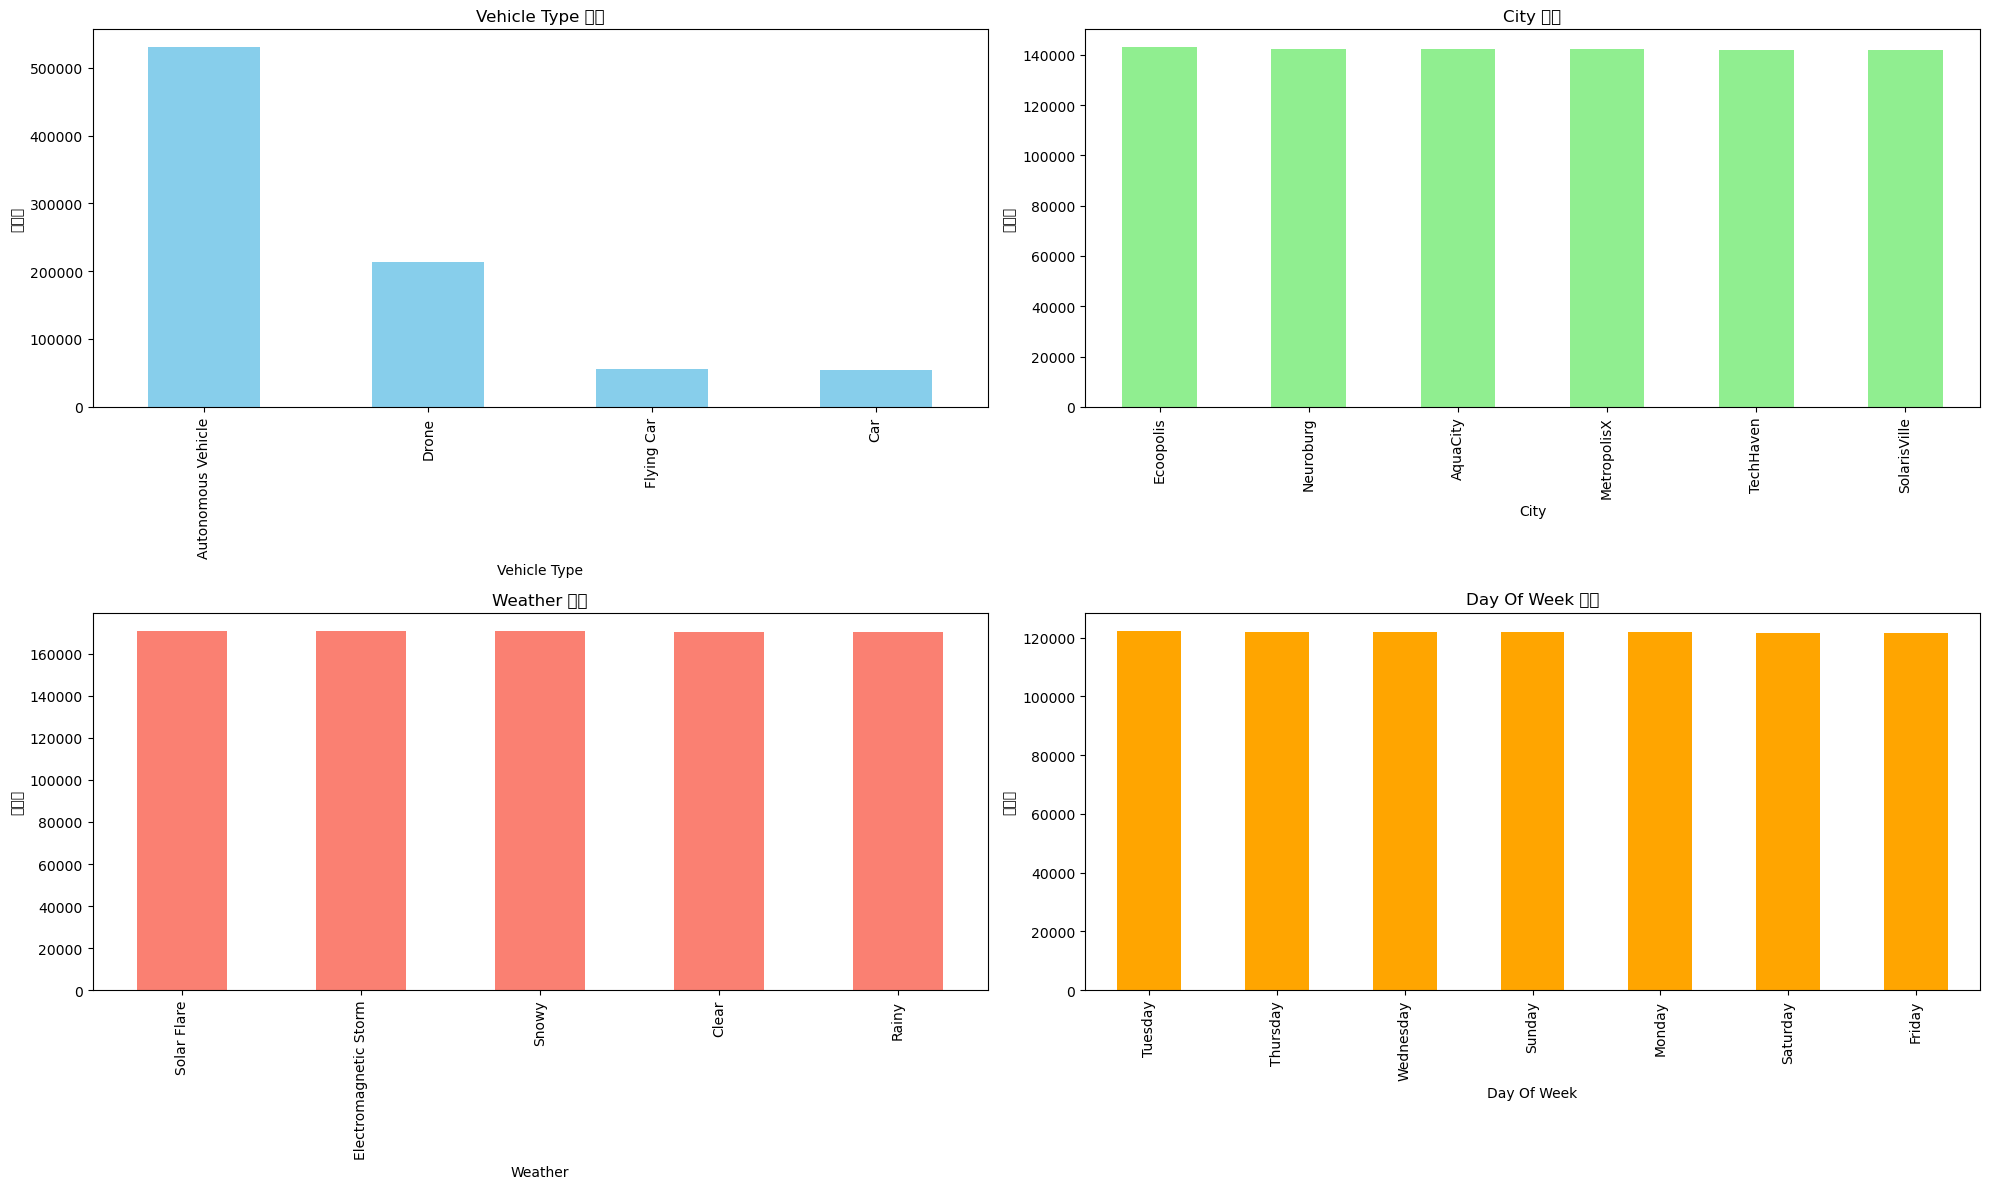 Vehicle Type
500000
400000
300000
200000
100000
0
Autonomous Vehicle
Drone
Flying Car
Car
Vehicle Type
City
140000
120000
100000
80000
60000
40000
20000
0
Ecoopolis
Neuroburg
AquaCity
MetropolisX
TechHaven
SolarisVille
City
Weather
160000
140000
120000
100000
80000
60000
40000
20000
0
Solar Flare
Electromagnetic Storm
Snowy
Clear
Rainy
Weather
Day Of Week
120000
100000
80000
60000
40000
20000
0
Tuesday
Thursday
Wednesday
Sunday
Monday
Saturday
Friday
Day Of Week